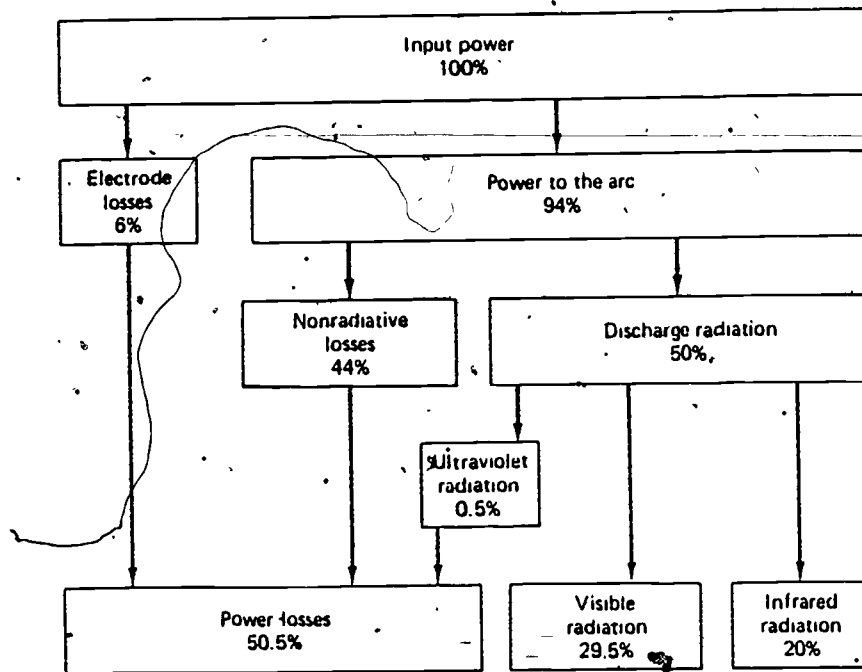 Input power
100%
Electrode
losses
6%
Power to the arc
94%
Nonradiative
losses
44%
Discharge radiation
50%
Ultraviolet
radiation
0.5%
Power losses
50.5%
Visible
radiation
29.5%
Infrared
radiation
20%